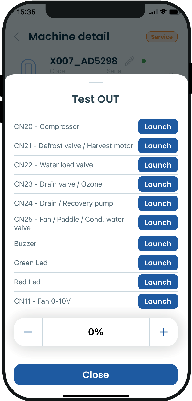 15:35
Machine detail
Service
X007_AD5298
Test OUT
CN20 - Compressor Launch
CN21 - Defrost valve / Harvest motor Launch
CN22 - Water load valve Launch
CN23 - Drain valve / Ozone Launch
CN24 - Drain / Recovery pump Launch
CN25 - Fan / Paddle / Cond. water
valve Launch
Buzzer Launch
Green Led Launch
Red Led Launch
CN11 - Fan 0-10V Launch
− 0% +
Close